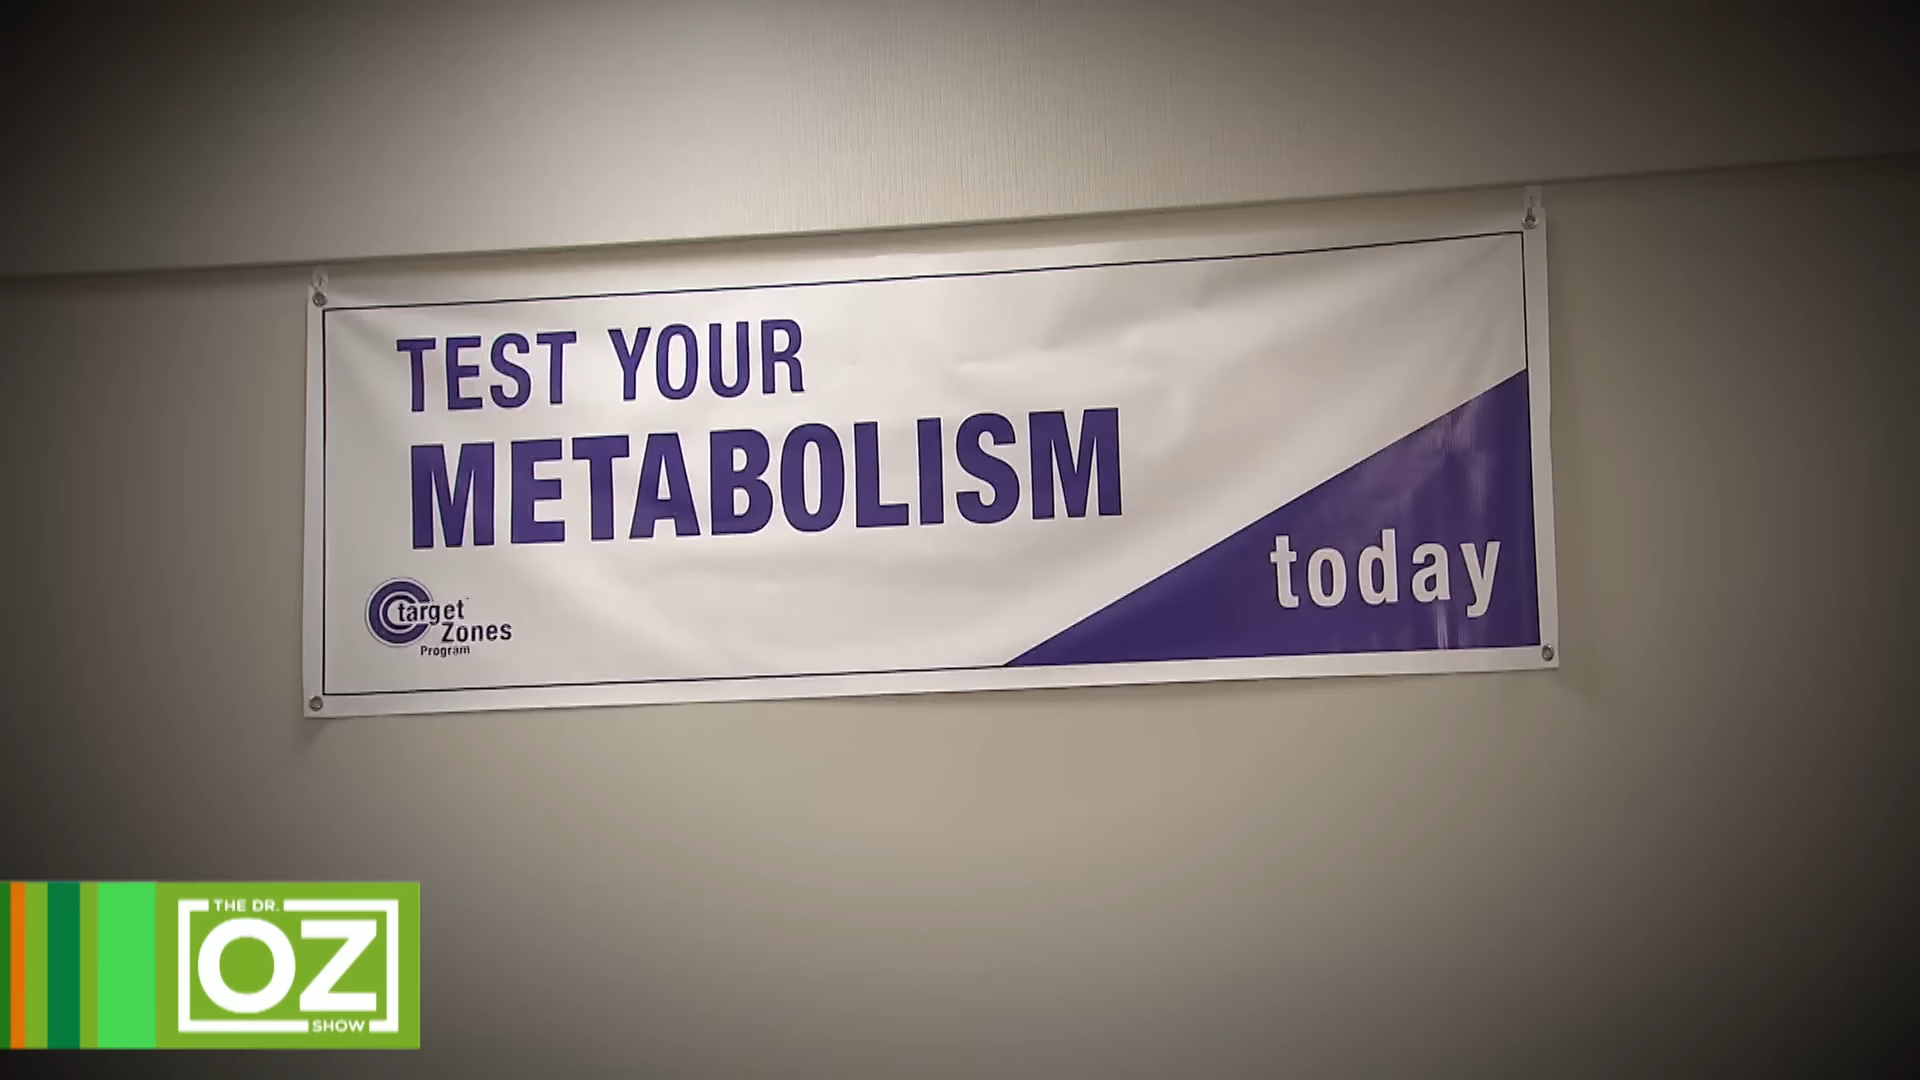 TEST YOUR
METABOLISM
today
target
Zones
Program
THE DR.
OZ
SHOW